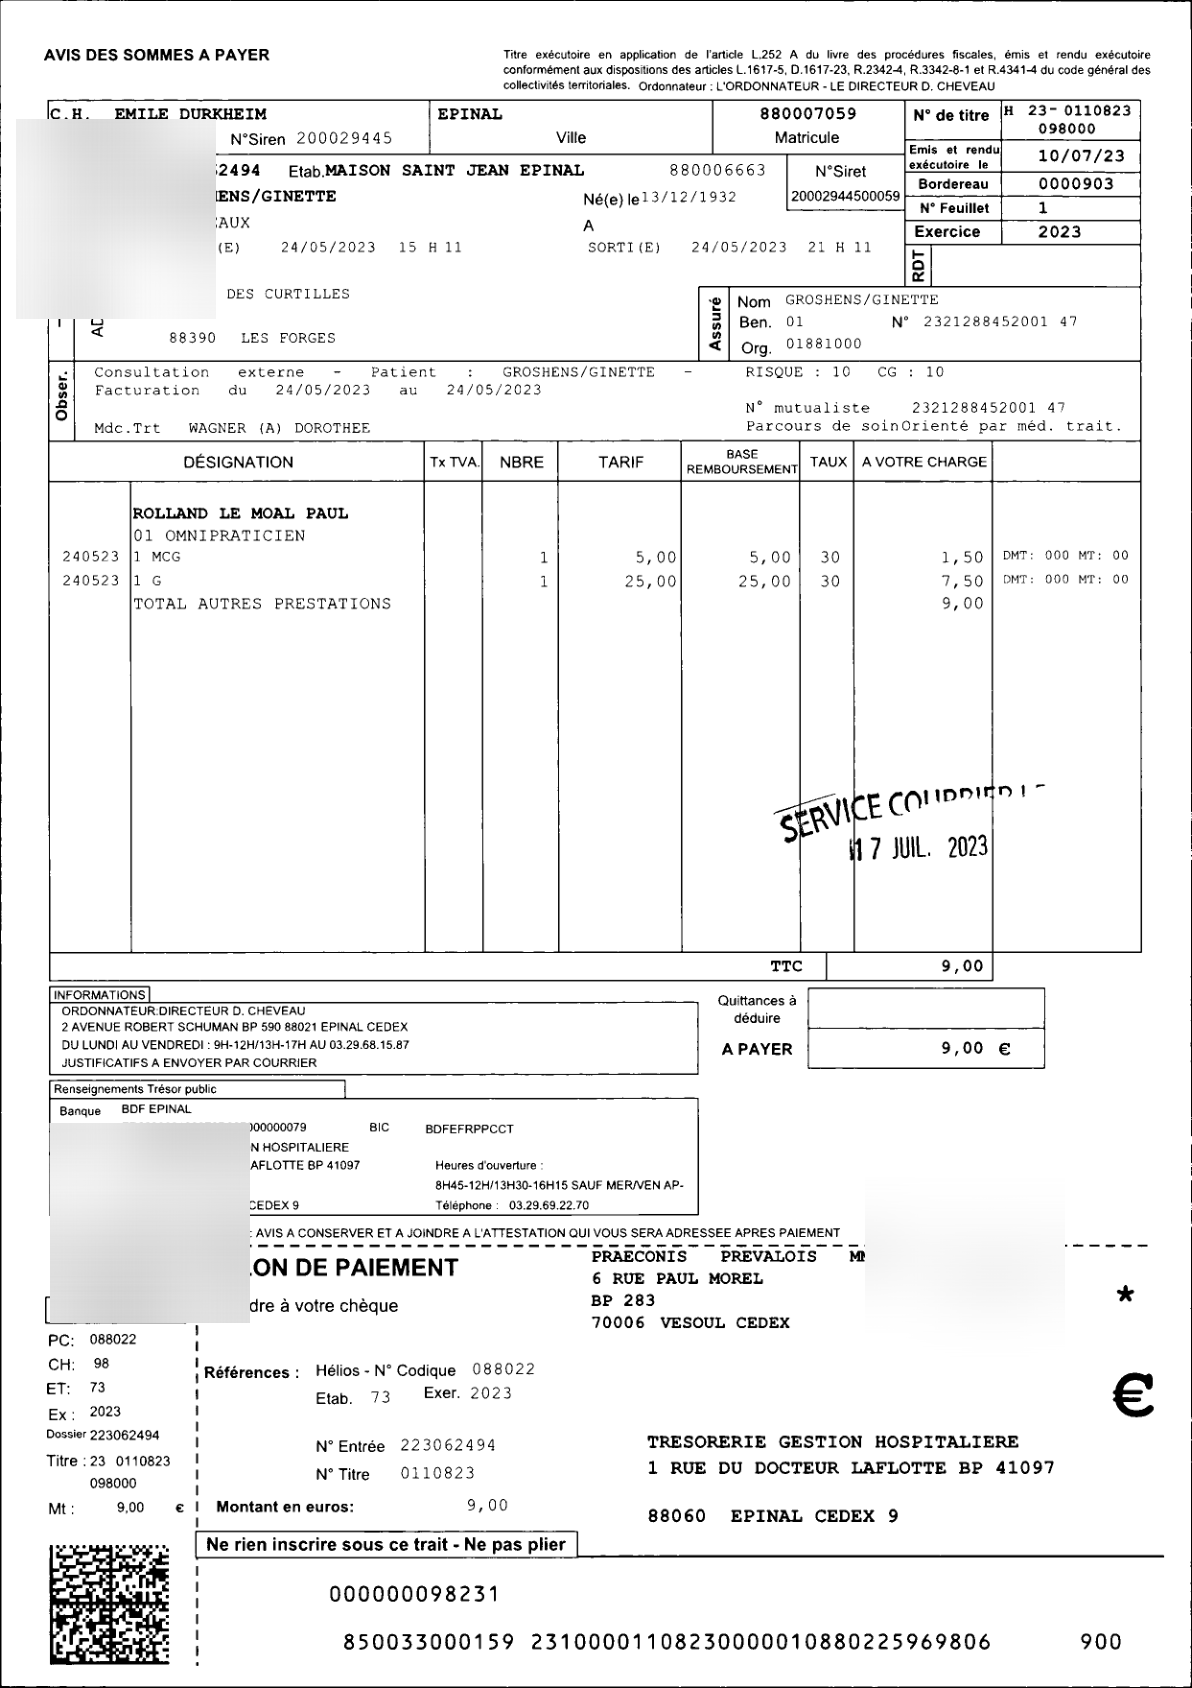 AVIS DES SOMMES A PAYER
Titre exécutoire en application de l'article L.252 A du livre des procédures fiscales, émis et rendu exécutoire
conformément aux dispositions des articles L.1617-5, D.1617-23, R.2342-4, R.3342-8-1 et R.4341-4 du code général des
collectivités territoriales. Ordonnateur : L'ORDONNATEUR - LE DIRECTEUR D. CHEVEAU
C.H. EMILE DURKHEIM EPINAL 880007059 N° de titre H 23- 0110823
098000
N°Siren 200029445 Ville Matricule
Emis et rendu
exécutoire le 10/07/23
2494 Etab. MAISON SAINT JEAN EPINAL 880006663 N°Siret
Bordereau 0000903
ENS/GINETTE Né(e) le 13/12/1932 20002944500059
N° Feuillet 1
AUX A
Exercice 2023
(E) 24/05/2023 15 H 11 SORTI(E) 24/05/2023 21 H 11
RDT
DES CURTILLES
88390 LES FORGES
Assuré
Nom GROSHENS/GINETTE
Ben. 01 N° 2321288452001 47
Org. 01881000
Obser.
Consultation externe - Patient : GROSHENS/GINETTE - RISQUE : 10 CG : 10
Facturation du 24/05/2023 au 24/05/2023
N° mutualiste 2321288452001 47
Mdc.Trt WAGNER (A) DOROTHEE Parcours de soinOrienté par méd. trait.
DÉSIGNATION Tx TVA. NBRE TARIF BASE REMBOURSEMENT TAUX A VOTRE CHARGE
ROLLAND LE MOAL PAUL
01 OMNIPRATICIEN
240523 1 MCG 1 5,00 5,00 30 1,50 DMT: 000 MT: 00
240523 1 G 1 25,00 25,00 30 7,50 DMT: 000 MT: 00
TOTAL AUTRES PRESTATIONS 9,00
SERVICE COURRIER
17 JUIL. 2023
TTC 9,00
INFORMATIONS
ORDONNATEUR:DIRECTEUR D. CHEVEAU
2 AVENUE ROBERT SCHUMAN BP 590 88021 EPINAL CEDEX
DU LUNDI AU VENDREDI : 9H-12H/13H-17H AU 03.29.68.15.87
JUSTIFICATIFS A ENVOYER PAR COURRIER
Quittances à
déduire
A PAYER 9,00 €
Renseignements Trésor public
Banque BDF EPINAL
000000079 BIC BDFEFRPPCCT
N HOSPITALIERE
AFLOTTE BP 41097 Heures d'ouverture :
8H45-12H/13H30-16H15 SAUF MER/VEN AP-
CEDEX 9 Téléphone : 03.29.69.22.70
: AVIS A CONSERVER ET A JOINDRE A L'ATTESTATION QUI VOUS SERA ADRESSEE APRES PAIEMENT
ON DE PAIEMENT
dre à votre chèque
PRAECONIS PREVALOIS
6 RUE PAUL MOREL
BP 283
70006 VESOUL CEDEX
*
PC: 088022
CH: 98
ET: 73
Ex : 2023
Dossier 223062494
Titre : 23 0110823
098000
Mt : 9,00 €
Références : Hélios - N° Codique 088022
Etab. 73 Exer. 2023
N° Entrée 223062494
N° Titre 0110823
Montant en euros: 9,00
€
TRESORERIE GESTION HOSPITALIERE
1 RUE DU DOCTEUR LAFLOTTE BP 41097
88060 EPINAL CEDEX 9
Ne rien inscrire sous ce trait - Ne pas plier
000000098231
850033000159 231000011082300000108802259​69806 900